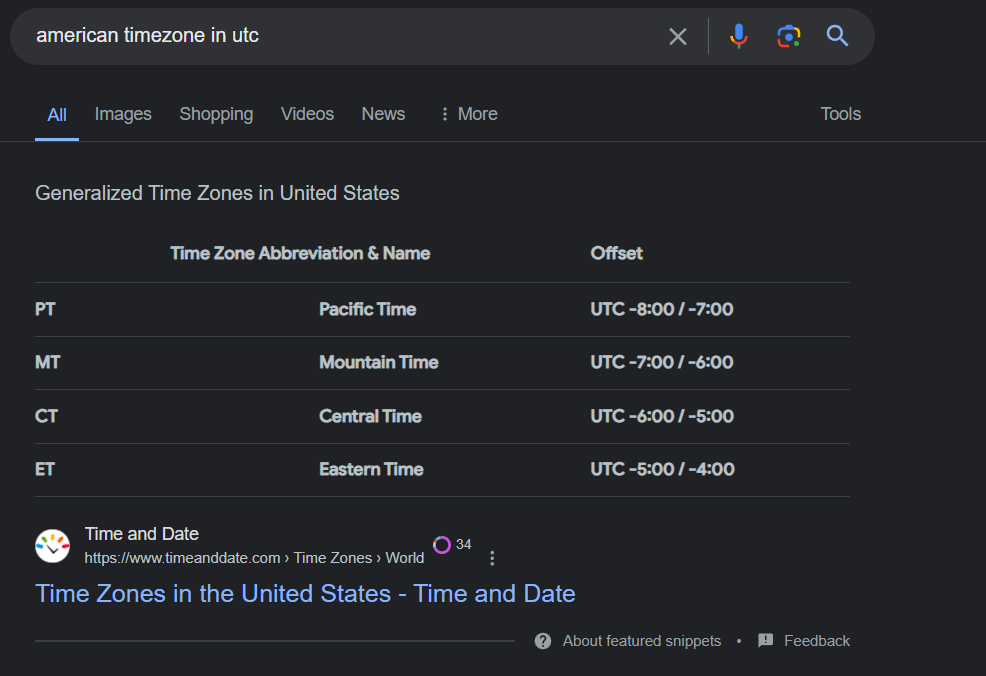 american timezone in utc
All Images Shopping Videos News More Tools
Generalized Time Zones in United States
Time Zone Abbreviation & Name Offset
PT Pacific Time UTC -8:00 / -7:00
MT Mountain Time UTC -7:00 / -6:00
CT Central Time UTC -6:00 / -5:00
ET Eastern Time UTC -5:00 / -4:00
Time and Date
https://www.timeanddate.com › Time Zones › World 34
Time Zones in the United States - Time and Date
About featured snippets • Feedback